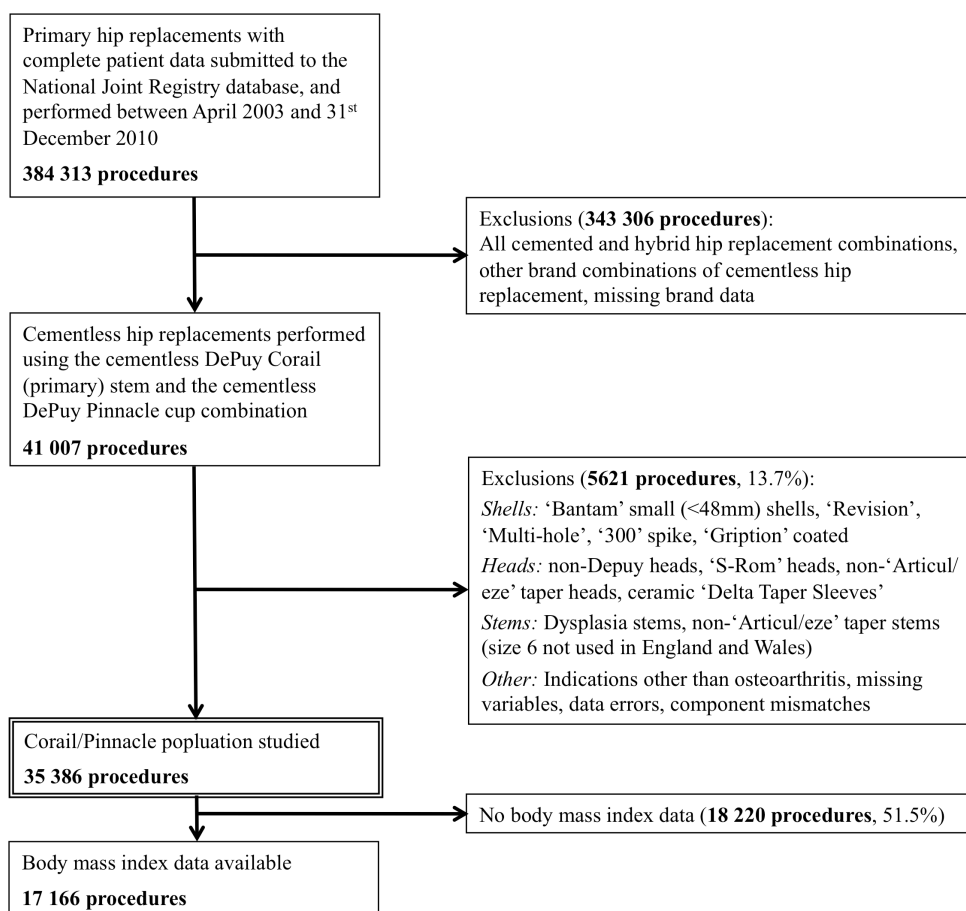 Primary hip replacements with
complete patient data submitted to the
National Joint Registry database, and
performed between April 2003 and 31st
December 2010
384 313 procedures
Exclusions (343 306 procedures):
All cemented and hybrid hip replacement combinations,
other brand combinations of cementless hip
replacement, missing brand data
Cementless hip replacements performed
using the cementless DePuy Corail
(primary) stem and the cementless
DePuy Pinnacle cup combination
41 007 procedures
Exclusions (5621 procedures, 13.7%):
Shells: ‘Bantam’ small (<48mm) shells, ‘Revision’,
‘Multi-hole’, ‘300’ spike, ‘Gription’ coated
Heads: non-Depuy heads, ‘S-Rom’ heads, non-‘Articul/
eze’ taper heads, ceramic ‘Delta Taper Sleeves’
Stems: Dysplasia stems, non-‘Articul/eze’ taper stems
(size 6 not used in England and Wales)
Other: Indications other than osteoarthritis, missing
variables, data errors, component mismatches
Corail/Pinnacle popluation studied
35 386 procedures
No body mass index data (18 220 procedures, 51.5%)
Body mass index data available
17 166 procedures